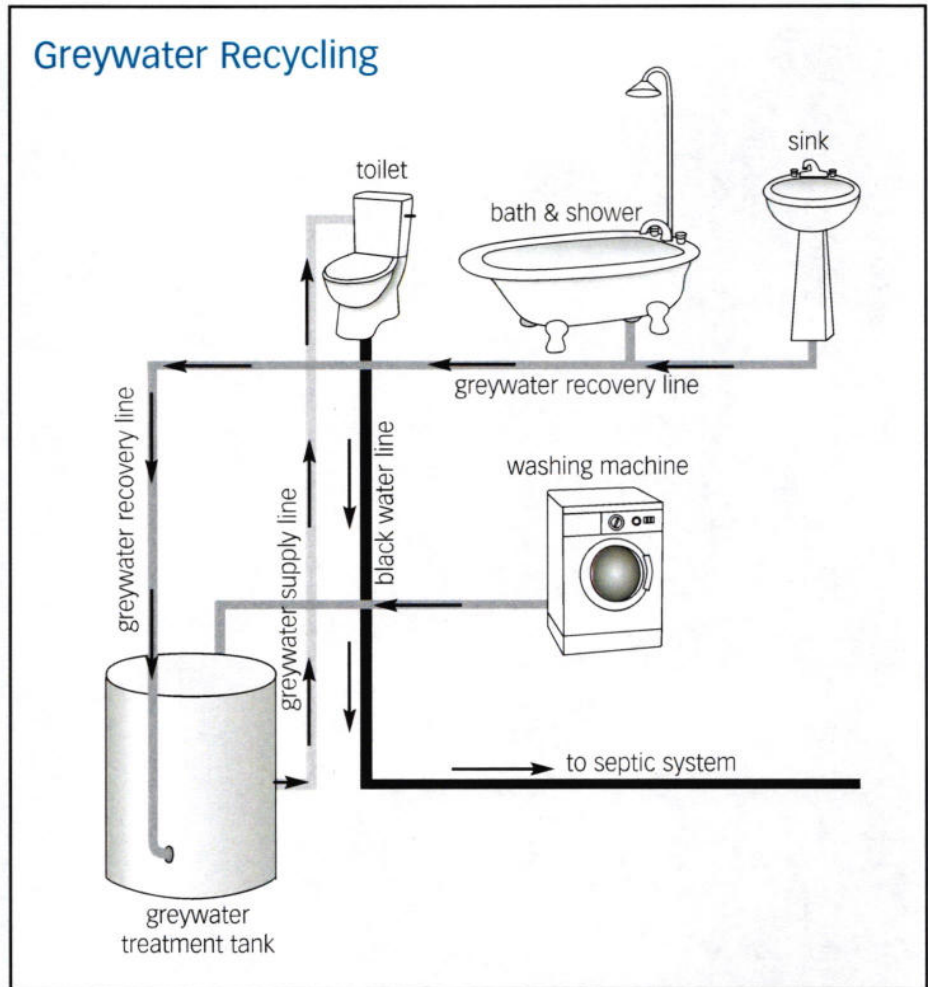 Greywater Recycling
toilet
bath & shower
sink
greywater recovery line
greywater recovery line
greywater supply line
black water line
washing machine
to septic system
greywater
treatment tank